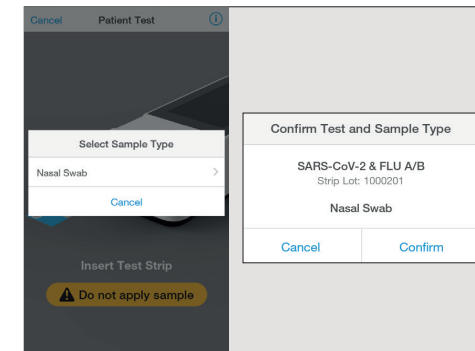 Cancel Patient Test
Select Sample Type
Nasal Swab
Cancel
Insert Test Strip
Do not apply sample
Confirm Test and Sample Type
SARS-CoV-2 & FLU A/B
Strip Lot: 1000201
Nasal Swab
Cancel Confirm